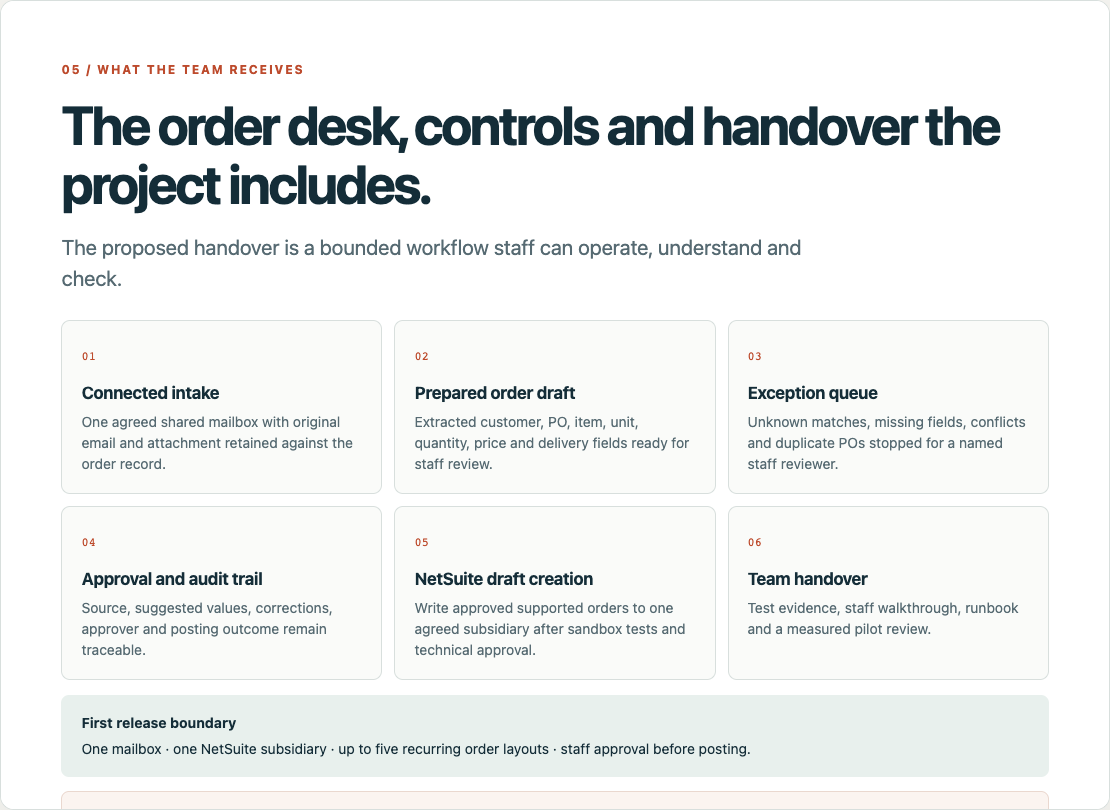 05 / WHAT THE TEAM RECEIVES
The order desk, controls and handover the
project includes.
The proposed handover is a bounded workflow staff can operate, understand and
check.
01
Connected intake
One agreed shared mailbox with original
email and attachment retained against the
order record.
02
Prepared order draft
Extracted customer, PO, item, unit,
quantity, price and delivery fields ready for
staff review.
03
Exception queue
Unknown matches, missing fields, conflicts
and duplicate POs stopped for a named
staff reviewer.
04
Approval and audit trail
Source, suggested values, corrections,
approver and posting outcome remain
traceable.
05
NetSuite draft creation
Write approved supported orders to one
agreed subsidiary after sandbox tests and
technical approval.
06
Team handover
Test evidence, staff walkthrough, runbook
and a measured pilot review.
First release boundary
One mailbox · one NetSuite subsidiary · up to five recurring order layouts · staff approval before posting.